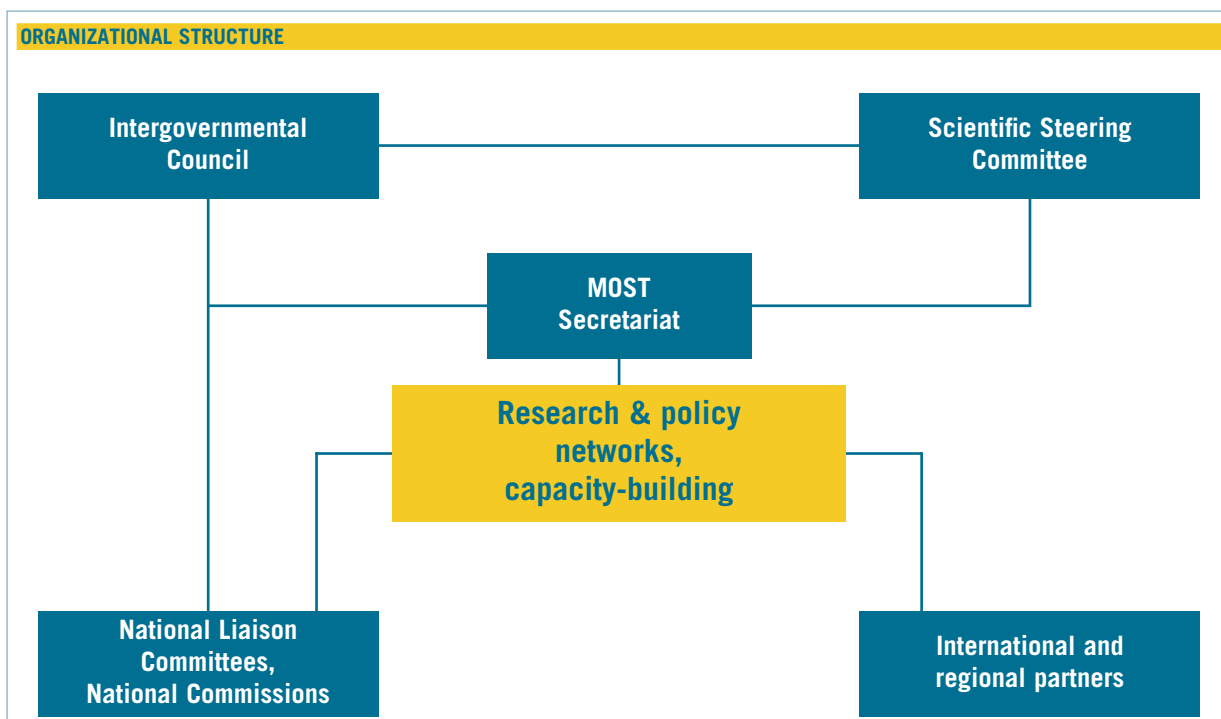 ORGANIZATIONAL STRUCTURE
Intergovernmental
Council
Scientific Steering
Committee
MOST
Secretariat
Research & policy
networks,
capacity-building
National Liaison
Committees,
National Commissions
International and
regional partners